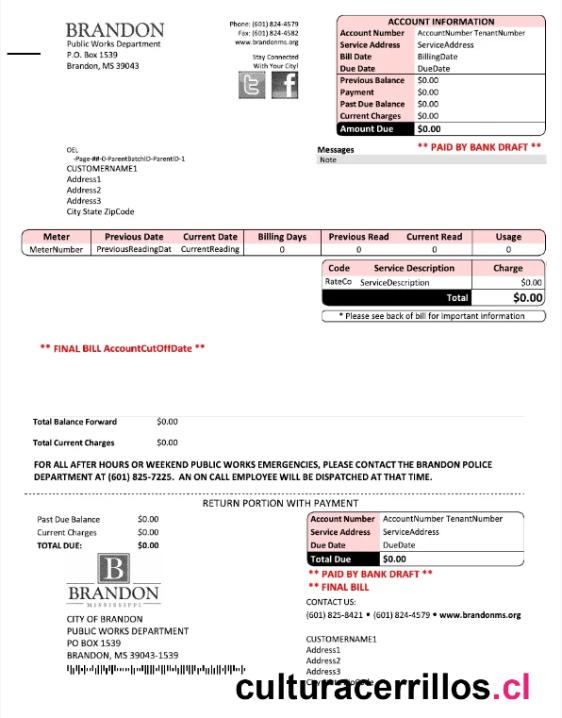 BRANDON
Public Works Department
P.O. Box 1539
Brandon, MS 39043
Phone: (601) 824-4579
Fax: (601) 824-4582
www.brandonms.org
Stay Connected
With Your City!
t f
ACCOUNT INFORMATION
Account Number AccountNumber TenantNumber
Service Address ServiceAddress
Bill Date BillingDate
Due Date DueDate
Previous Balance $0.00
Payment $0.00
Past Due Balance $0.00
Current Charges $0.00
Amount Due $0.00
OEL
-Page-##-0-ParentBatchID-ParentID-1
CUSTOMERNAME1
Address1
Address2
Address3
City State ZipCode
Messages ** PAID BY BANK DRAFT **
Note
Meter Previous Date Current Date Billing Days Previous Read Current Read Usage
MeterNumber PreviousReadingDat CurrentReading 0 0 0 0
Code Service Description Charge
RateCo ServiceDescription $0.00
Total $0.00
* Please see back of bill for important information
** FINAL BILL AccountCutOffDate **
Total Balance Forward $0.00
Total Current Charges $0.00
FOR ALL AFTER HOURS OR WEEKEND PUBLIC WORKS EMERGENCIES, PLEASE CONTACT THE BRANDON POLICE
DEPARTMENT AT (601) 825-7225. AN ON CALL EMPLOYEE WILL BE DISPATCHED AT THAT TIME.
RETURN PORTION WITH PAYMENT
Past Due Balance $0.00
Current Charges $0.00
TOTAL DUE: $0.00
B
BRANDON
MISSISSIPPI
CITY OF BRANDON
PUBLIC WORKS DEPARTMENT
PO BOX 1539
BRANDON, MS 39043-1539
Account Number AccountNumber TenantNumber
Service Address ServiceAddress
Due Date DueDate
Total Due $0.00
** PAID BY BANK DRAFT **
** FINAL BILL **
CONTACT US:
(601) 825-8421 • (601) 824-4579 • www.brandonms.org
CUSTOMERNAME1
Address1
Address2
Address3
culturacerrillos.cl